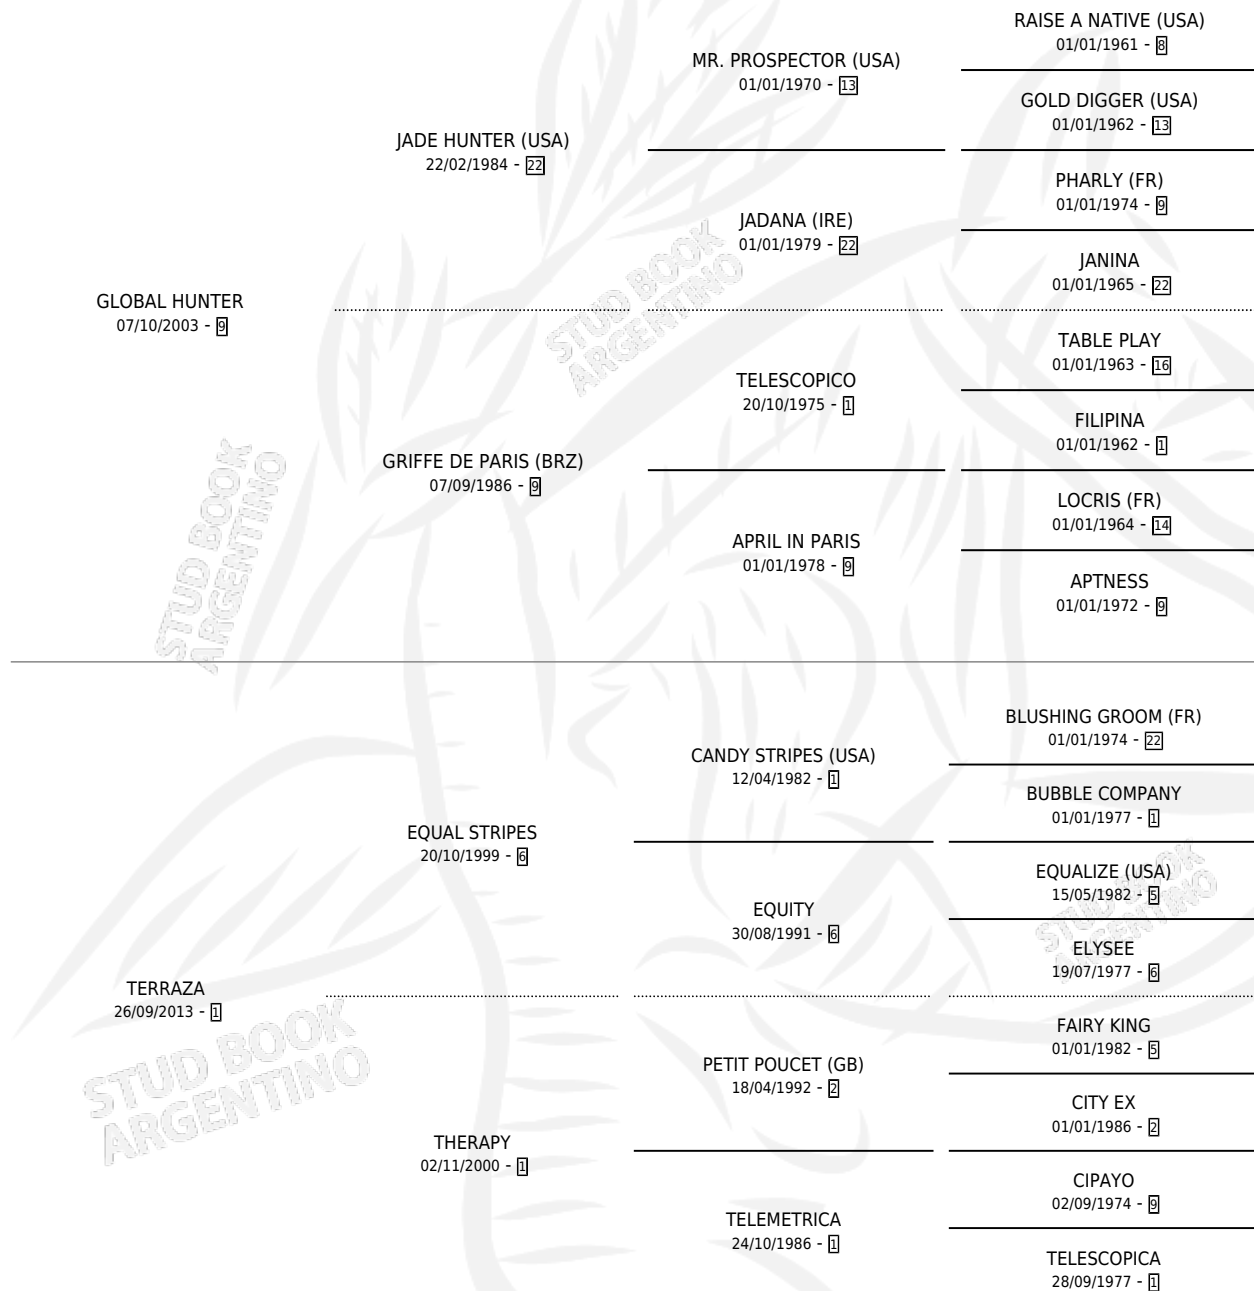 RAISE A NATIVE (USA)
01/01/1961 - 8
MR. PROSPECTOR (USA)
01/01/1970 - 13
GOLD DIGGER (USA)
01/01/1962 - 13
JADE HUNTER (USA)
22/02/1984 - 22
PHARLY (FR)
01/01/1974 - 9
JADANA (IRE)
01/01/1979 - 22
JANINA
01/01/1965 - 22
GLOBAL HUNTER
07/10/2003 - 9
TABLE PLAY
01/01/1963 - 16
TELESCOPICO
20/10/1975 - 1
FILIPINA
01/01/1962 - 1
GRIFFE DE PARIS (BRZ)
07/09/1986 - 9
LOCRIS (FR)
01/01/1964 - 14
APRIL IN PARIS
01/01/1978 - 9
APTNESS
01/01/1972 - 9
STUD BOOK
ARGENTINO
STUD BOOK
ARGENTINO
BLUSHING GROOM (FR)
01/01/1974 - 22
CANDY STRIPES (USA)
12/04/1982 - 1
BUBBLE COMPANY
01/01/1977 - 1
EQUAL STRIPES
20/10/1999 - 6
EQUALIZE (USA)
15/05/1982 - 5
EQUITY
30/08/1991 - 6
ELYSEE
19/07/1977 - 6
TERRAZA
26/09/2013 - 1
FAIRY KING
01/01/1982 - 5
PETIT POUCET (GB)
18/04/1992 - 2
CITY EX
01/01/1986 - 2
THERAPY
02/11/2000 - 1
CIPAYO
02/09/1974 - 9
TELEMETRICA
24/10/1986 - 1
TELESCOPICA
28/09/1977 - 1
STUD BOOK
ARGENTINO
STUD BOOK
ARGENTINO